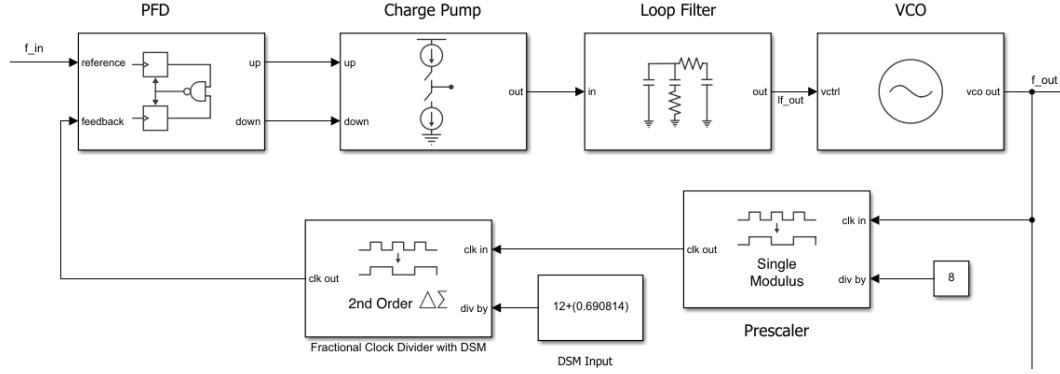 PFD
Charge Pump
Loop Filter
VCO
f_in
reference
up
feedback
down
up
down
out
in
out
lf_out
vctrl
vco out
f_out
clk in
clk out
div by
Single
Modulus
8
Prescaler
clk in
clk out
div by
2nd Order ΔΣ
Fractional Clock Divider with DSM
12+(0.690814)
DSM Input